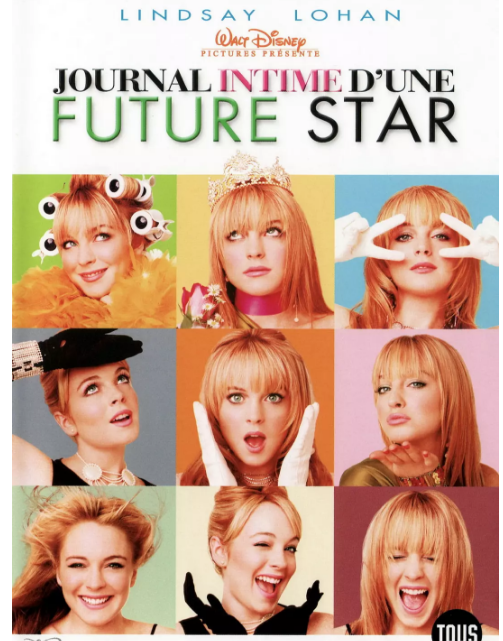 LINDSAY LOHAN
WALT DISNEY
PICTURES PRÉSENTE
JOURNAL INTIME D'UNE
FUTURE STAR
TOUS